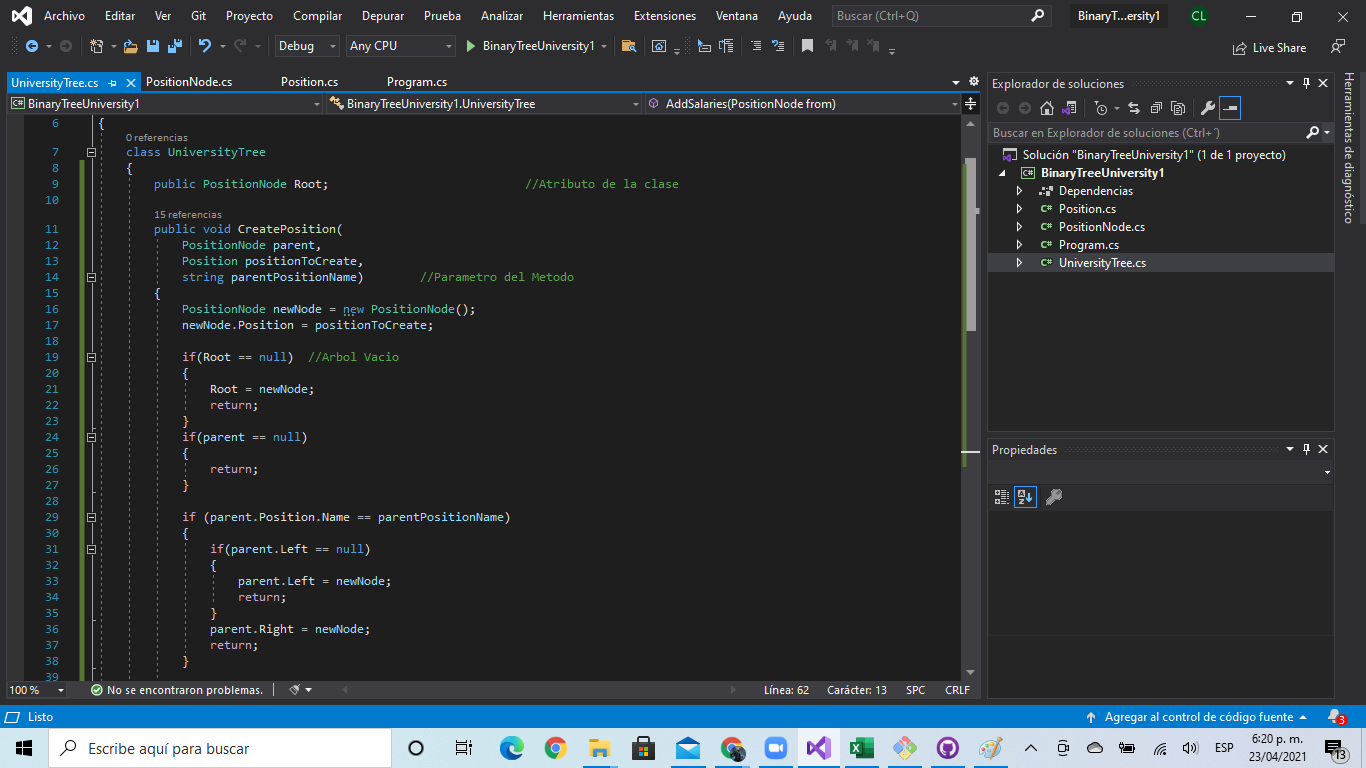 Archivo Editar Ver Git Proyecto Compilar Depurar Prueba Analizar Herramientas Extensiones Ventana Ayuda Buscar (Ctrl+Q) BinaryT...ersity1 CL
Debug Any CPU BinaryTreeUniversity1 Live Share
UniversityTree.cs PositionNode.cs Position.cs Program.cs
BinaryTreeUniversity1 BinaryTreeUniversity1.UniversityTree AddSalaries(PositionNode from)
6 {
0 referencias
7 class UniversityTree
8 {
9 public PositionNode Root; //Atributo de la clase
10
15 referencias
11 public void CreatePosition(
12 PositionNode parent,
13 Position positionToCreate,
14 string parentPositionName) //Parametro del Metodo
15 {
16 PositionNode newNode = new PositionNode();
17 newNode.Position = positionToCreate;
18
19 if(Root == null) //Arbol Vacio
20 {
21 Root = newNode;
22 return;
23 }
24 if(parent == null)
25 {
26 return;
27 }
28
29 if (parent.Position.Name == parentPositionName)
30 {
31 if(parent.Left == null)
32 {
33 parent.Left = newNode;
34 return;
35 }
36 parent.Right = newNode;
37 return;
38 }
39
100 % No se encontraron problemas. Línea: 62 Carácter: 13 SPC CRLF
Explorador de soluciones
Buscar en Explorador de soluciones (Ctrl+´)
Solución "BinaryTreeUniversity1" (1 de 1 proyecto)
BinaryTreeUniversity1
Dependencias
C# Position.cs
C# PositionNode.cs
C# Program.cs
C# UniversityTree.cs
Propiedades
Herramientas de diagnóstico
Listo Agregar al control de código fuente 3
Escribe aquí para buscar ESP 6:20 p. m.
23/04/2021 13